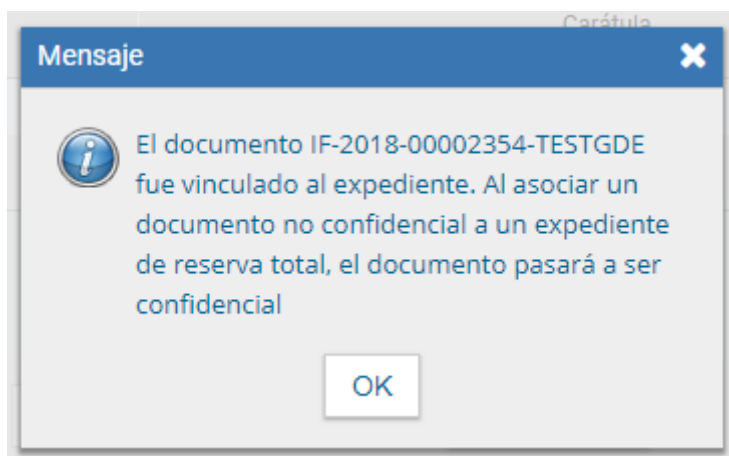 Carátula
Mensaje
El documento IF-2018-00002354-TESTGDE
fue vinculado al expediente. Al asociar un
documento no confidencial a un expediente
de reserva total, el documento pasará a ser
confidencial
OK